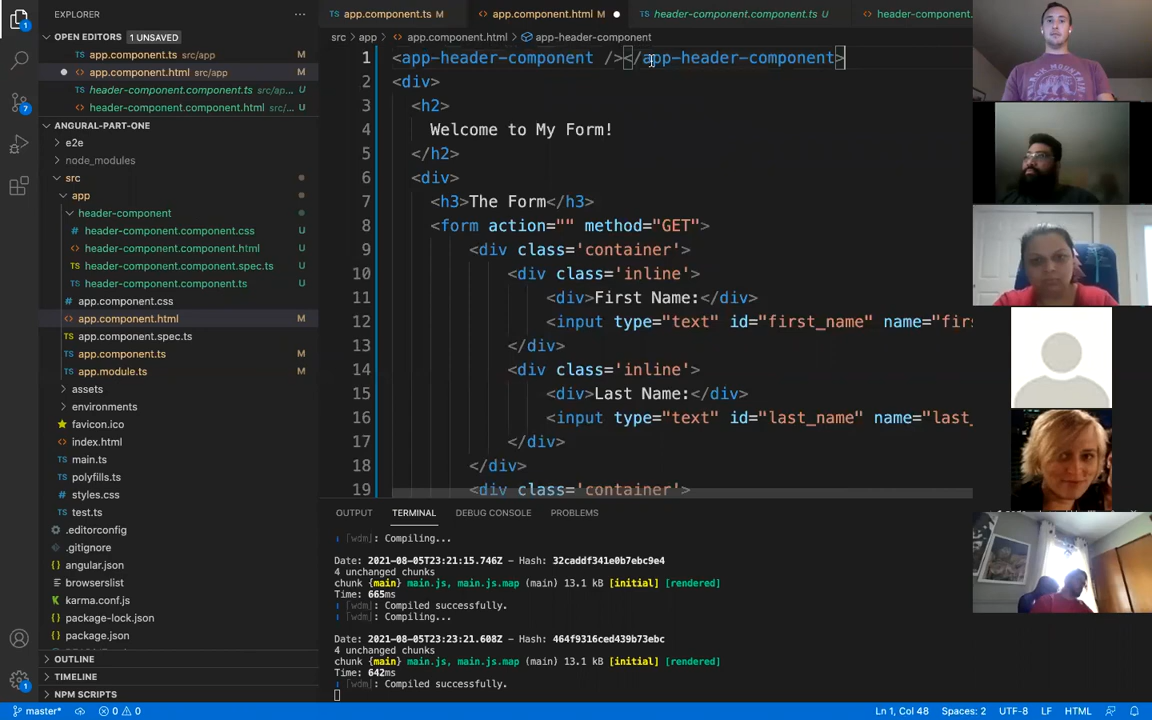 EXPLORER
OPEN EDITORS 1 UNSAVED
app.component.ts src/app
app.component.html src/app
header-component.component.ts src/ap...
header-component.component.html src/...
ANGURAL-PART-ONE
e2e
node_modules
src
app
header-component
header-component.component.css U
header-component.component.html U
header-component.component.spec.ts U
header-component.component.ts U
app.component.css
app.component.html M
app.component.spec.ts
app.component.ts M
app.module.ts M
assets
environments
favicon.ico
index.html
main.ts
polyfills.ts
styles.css
test.ts
.editorconfig
.gitignore
angular.json
browserslist
karma.conf.js
package-lock.json
package.json
OUTLINE
TIMELINE
NPM SCRIPTS
app.component.ts M
app.component.html M
header-component.component.ts U
header-component.component.
src > app > app.component.html > app-header-component
1 <app-header-component /></app-header-component>
2 <div>
3 <h2>
4 Welcome to My Form!
5 </h2>
6 <div>
7 <h3>The Form</h3>
8 <form action="" method="GET">
9 <div class='container'>
10 <div class='inline'>
11 <div>First Name:</div>
12 <input type="text" id="first_name" name="firs
13 </div>
14 <div class='inline'>
15 <div>Last Name:</div>
16 <input type="text" id="last_name" name="last_
17 </div>
18 </div>
19 <div class='container'>
OUTPUT TERMINAL DEBUG CONSOLE PROBLEMS
ℹ ｢wdm｣: Compiling...
Date: 2021-08-05T23:21:15.746Z - Hash: 32caddf341e0b7ebc9e4
4 unchanged chunks
chunk {main} main.js, main.js.map (main) 13.1 kB [initial] [rendered]
Time: 665ms
ℹ ｢wdm｣: Compiled successfully.
ℹ ｢wdm｣: Compiling...
Date: 2021-08-05T23:23:21.608Z - Hash: 464f9316ced439b73ebc
4 unchanged chunks
chunk {main} main.js, main.js.map (main) 13.1 kB [initial] [rendered]
Time: 642ms
ℹ ｢wdm｣: Compiled successfully.
master* 0 0 Ln 1, Col 48 Spaces: 2 UTF-8 LF HTML